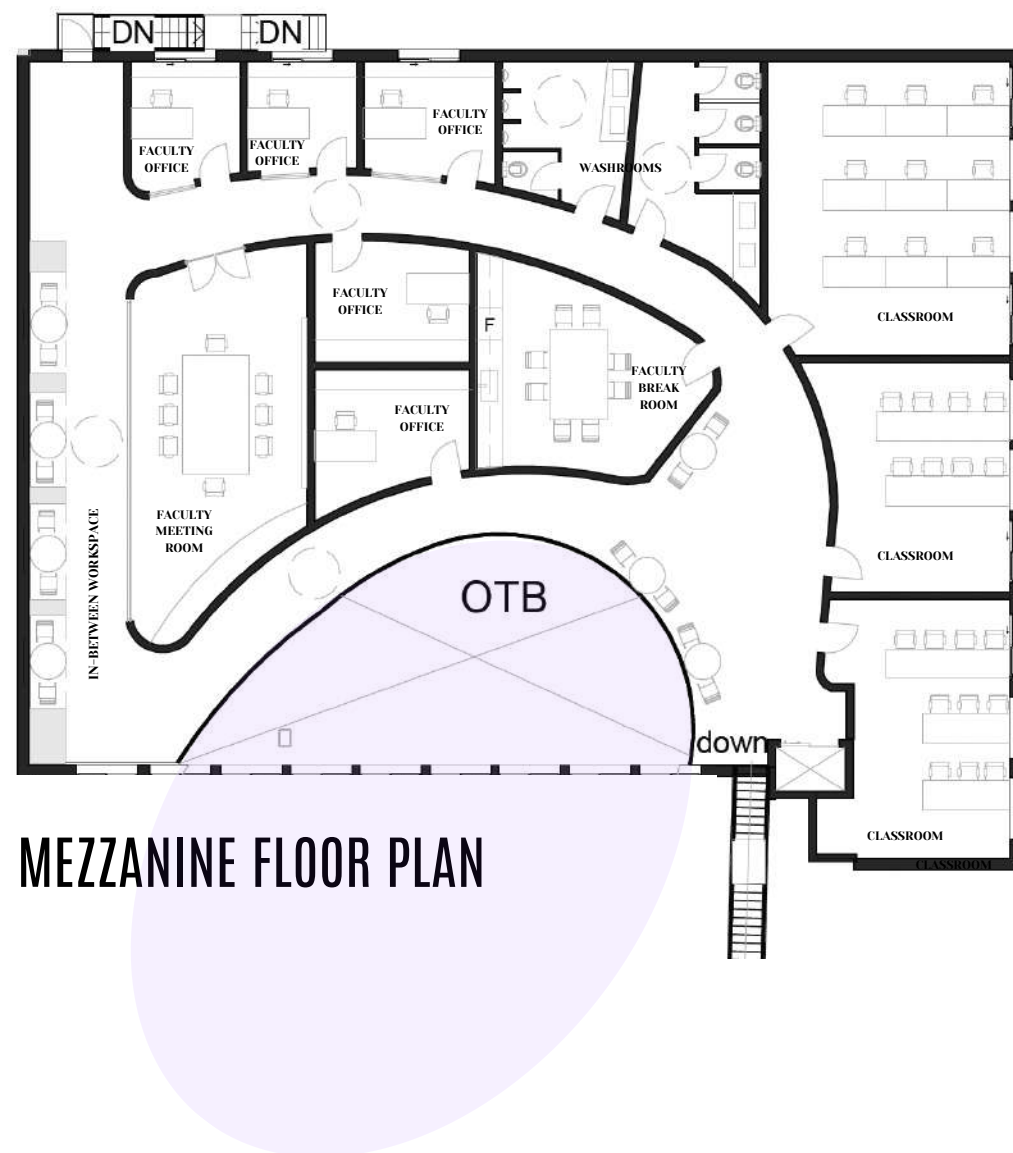 DN
DN
FACULTY
OFFICE
FACULTY
OFFICE
FACULTY
OFFICE
WASHROOMS
CLASSROOM
FACULTY
OFFICE
F
FACULTY
BREAK
ROOM
FACULTY
OFFICE
FACULTY
MEETING
ROOM
IN-BETWEEN WORKSPACE
CLASSROOM
OTB
down
CLASSROOM
CLASSROOM
MEZZANINE FLOOR PLAN